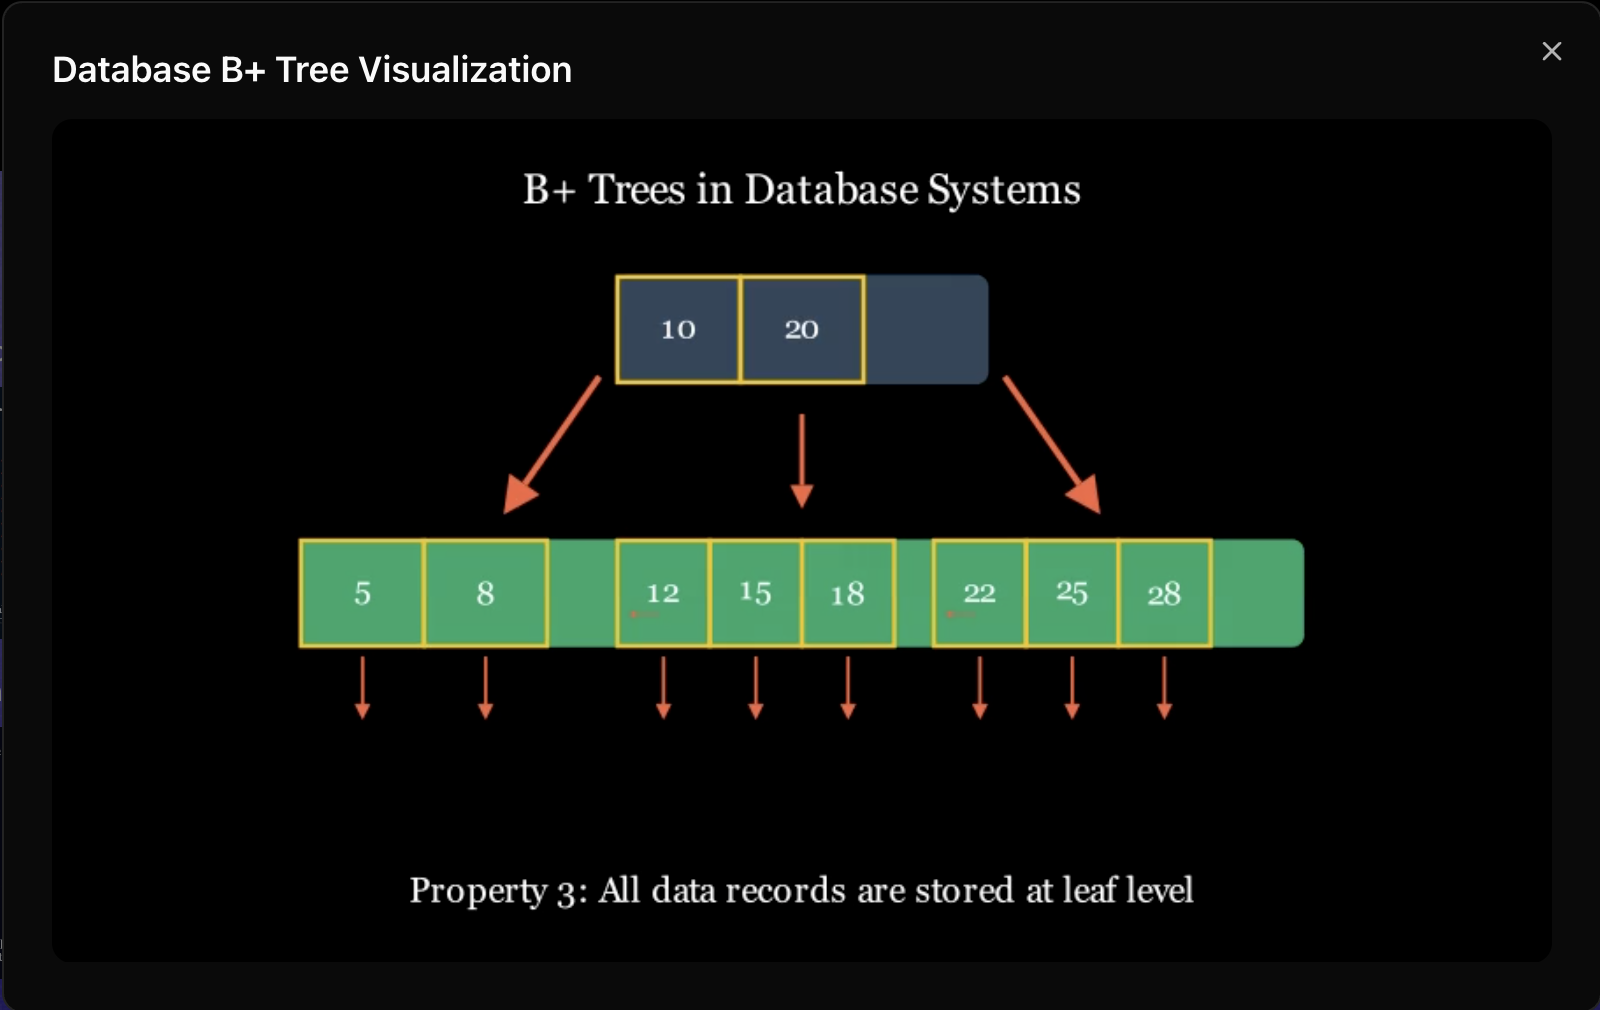 Database B+ Tree Visualization
B+ Trees in Database Systems
10 20
5 8 12 15 18 22 25 28
Property 3: All data records are stored at leaf level